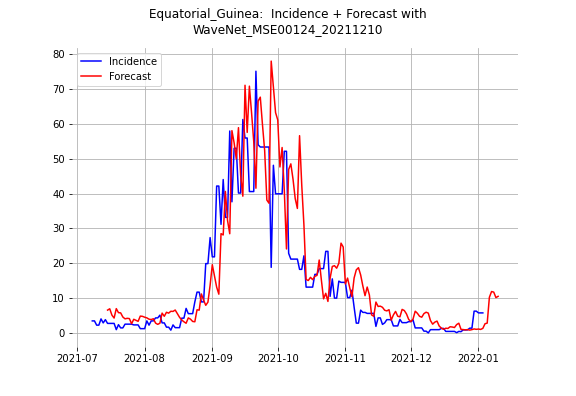 Equatorial_Guinea:  Incidence + Forecast with
WaveNet_MSE00124_20211210
Incidence
Forecast
80
70
60
50
40
30
20
10
0
2021-07 2021-08 2021-09 2021-10 2021-11 2021-12 2022-01